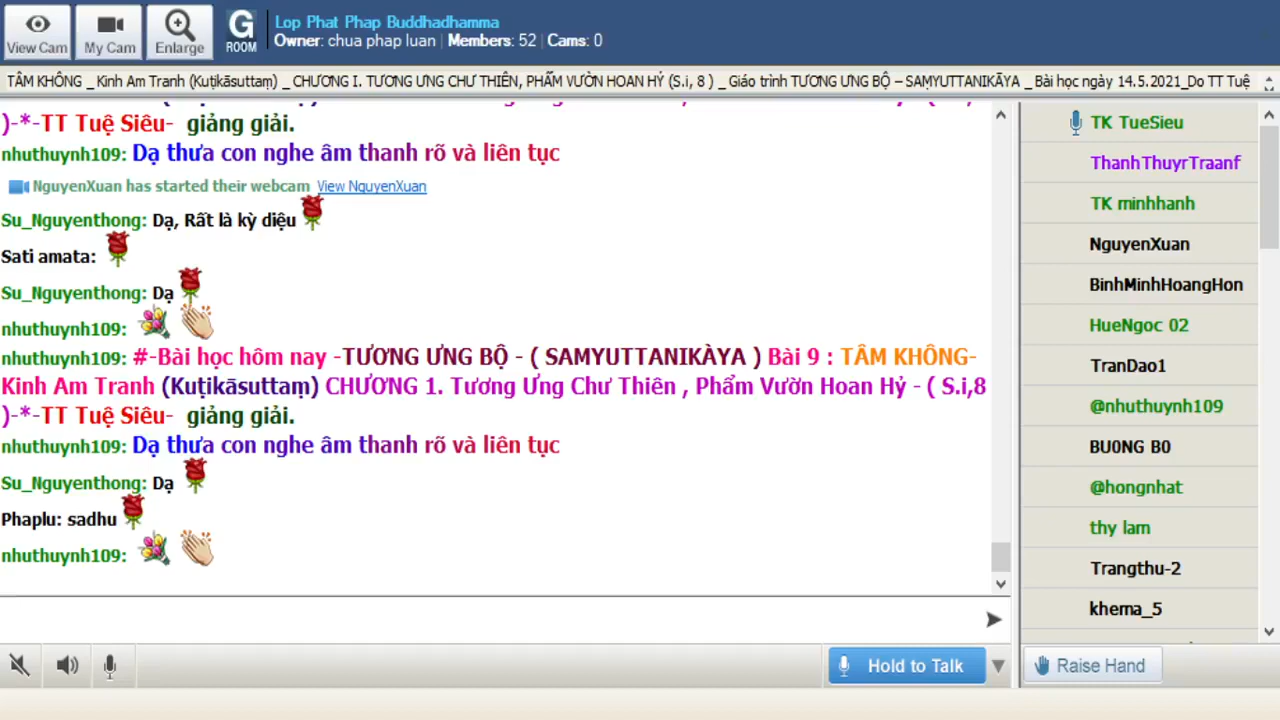 View Cam
My Cam
Enlarge
G
ROOM
Lop Phat Phap Buddhadhamma
Owner: chua phap luan | Members: 52 | Cams: 0
TÂM KHÔNG _ Kinh Am Tranh (Kuṭikāsuttaṃ) _ CHƯƠNG I. TƯƠNG ƯNG CHƯ THIÊN, PHẨM VƯỜN HOAN HỶ (S.i, 8 ) _ Giáo trình TƯƠNG ƯNG BỘ – SAṂYUTTANIKĀYA _ Bài học ngày 14.5.2021_Do TT Tuệ
)-*-TT Tuệ Siêu- giảng giải.
nhuthuynh109: Dạ thưa con nghe âm thanh rõ và liên tục
NguyenXuan has started their webcam View NguyenXuan
Su_Nguyenthong: Dạ, Rất là kỳ diệu
Sati amata:
Su_Nguyenthong: Dạ
nhuthuynh109:
nhuthuynh109: #-Bài học hôm nay -TƯƠNG ƯNG BỘ - ( SAMYUTTANIKÀYA ) Bài 9 : TÂM KHÔNG-
Kinh Am Tranh (Kuṭikāsuttaṃ) CHƯƠNG 1. Tương Ưng Chư Thiên , Phẩm Vườn Hoan Hỷ - ( S.i,8
)-*-TT Tuệ Siêu- giảng giải.
nhuthuynh109: Dạ thưa con nghe âm thanh rõ và liên tục
Su_Nguyenthong: Dạ
Phaplu: sadhu
nhuthuynh109:
TK TueSieu
ThanhThuyrTraanf
TK minhhanh
NguyenXuan
BinhMinhHoangHon
HueNgoc 02
TranDao1
@nhuthuynh109
BU0NG B0
@hongnhat
thy lam
Trangthu-2
khema_5
Hold to Talk
Raise Hand